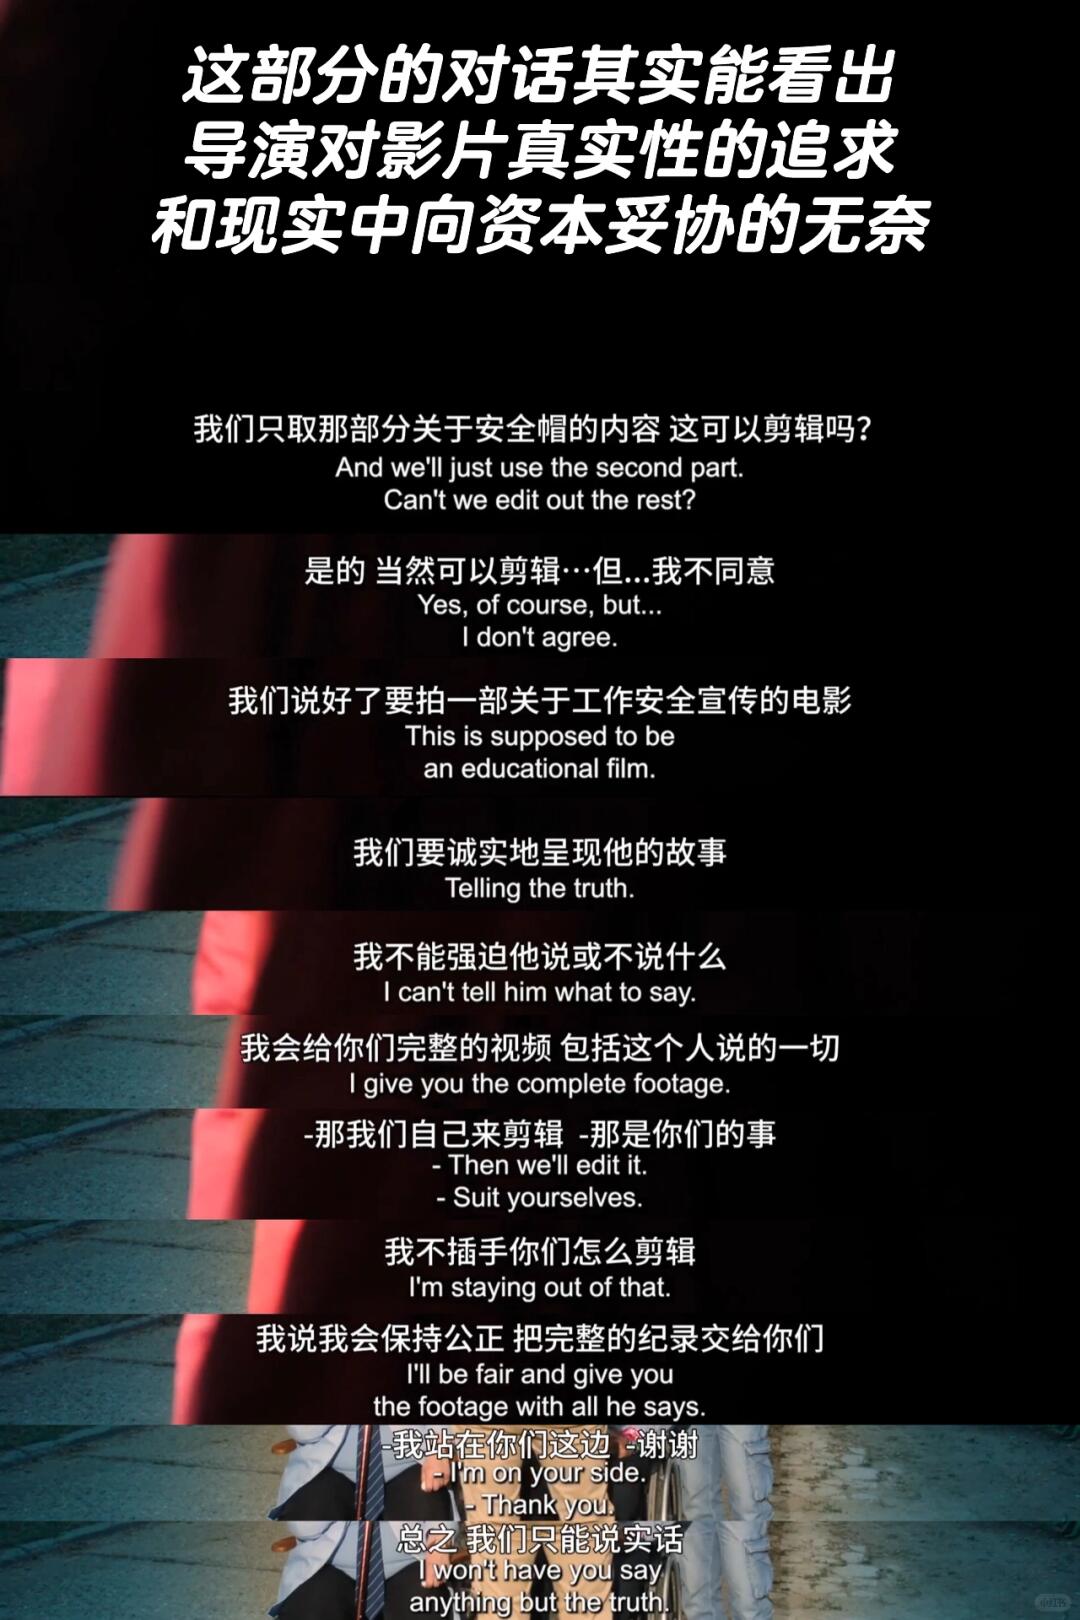 这部分的对话其实能看出
导演对影片真实性的追求
和现实中向资本妥协的无奈
我们只取那部分关于安全帽的内容 这可以剪辑吗？
And we'll just use the second part.
Can't we edit out the rest?
是的 当然可以剪辑…但...我不同意
Yes, of course, but...
I don't agree.
我们说好了要拍一部关于工作安全宣传的电影
This is supposed to be
an educational film.
我们要诚实地呈现他的故事
Telling the truth.
我不能强迫他说或不说什么
I can't tell him what to say.
我会给你们完整的视频 包括这个人说的一切
I give you the complete footage.
-那我们自己来剪辑 -那是你们的事
- Then we'll edit it.
- Suit yourselves.
我不插手你们怎么剪辑
I'm staying out of that.
我说我会保持公正 把完整的纪录交给你们
I'll be fair and give you
the footage with all he says.
-我站在你们这边 -谢谢
- I'm on your side.
- Thank you.
总之 我们只能说实话
I won't have you say
anything but the truth.
小红书